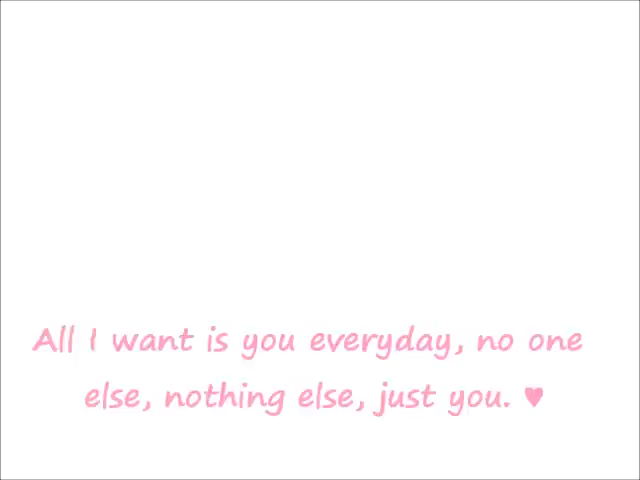 All I want is you everyday, no one
else, nothing else, just you. ♥